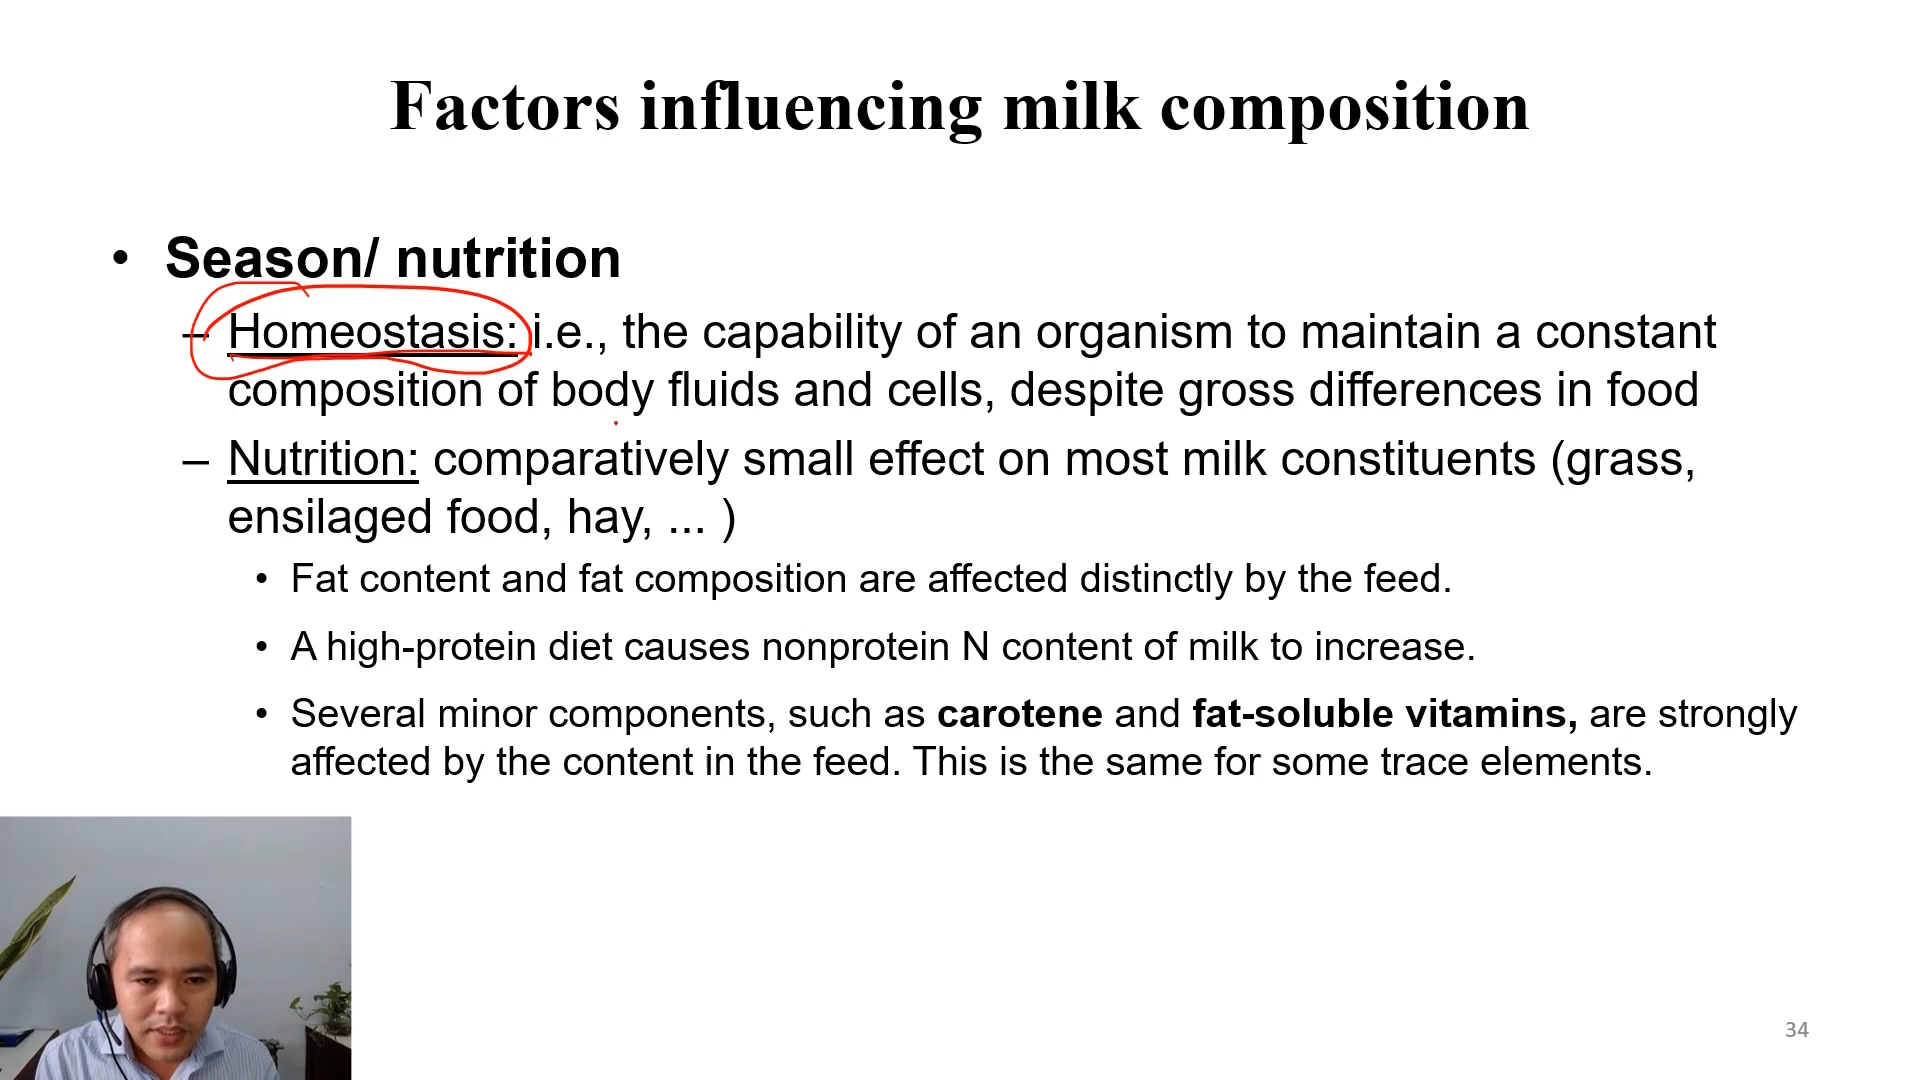 Factors influencing milk composition
• Season/ nutrition
– Homeostasis: i.e., the capability of an organism to maintain a constant
composition of body fluids and cells, despite gross differences in food
– Nutrition: comparatively small effect on most milk constituents (grass,
ensilaged food, hay, ... )
• Fat content and fat composition are affected distinctly by the feed.
• A high-protein diet causes nonprotein N content of milk to increase.
• Several minor components, such as carotene and fat-soluble vitamins, are strongly
affected by the content in the feed. This is the same for some trace elements.
34